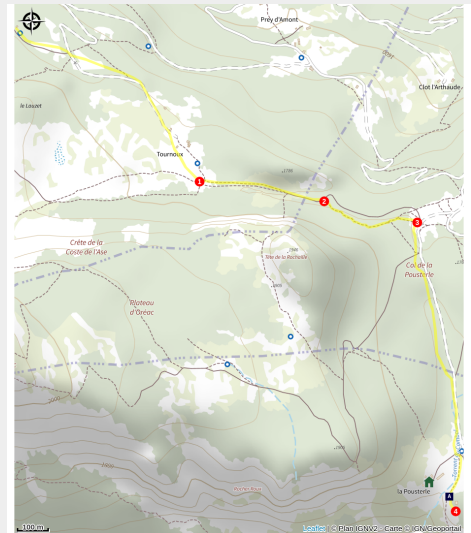 Prey d'Amont
Clot l'Arthaude
le Lauzet
Tournoux
1
2
3
Crête de la
Coste de l'Ase
Tête de la Rochaille
Col de la
Pousterle
Plateau
d'Oréac
la Pousterle
A
4
100 m
Leaflet | © Plan IGNV2 - Carte © IGN/Geoportail